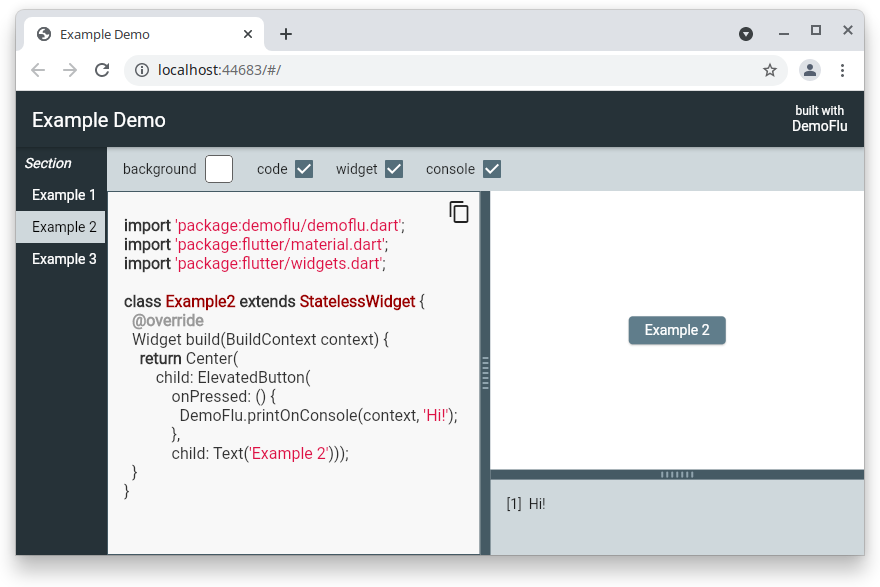 Example Demo
localhost:44683/#/
Example Demo
built with
DemoFlu
Section
Example 1
Example 2
Example 3
background
code
widget
console
import 'package:demoflu/demoflu.dart';
import 'package:flutter/material.dart';
import 'package:flutter/widgets.dart';
class Example2 extends StatelessWidget {
@override
Widget build(BuildContext context) {
return Center(
child: ElevatedButton(
onPressed: () {
DemoFlu.printOnConsole(context, 'Hi!');
},
child: Text('Example 2')));
}
}
Example 2
[1] Hi!